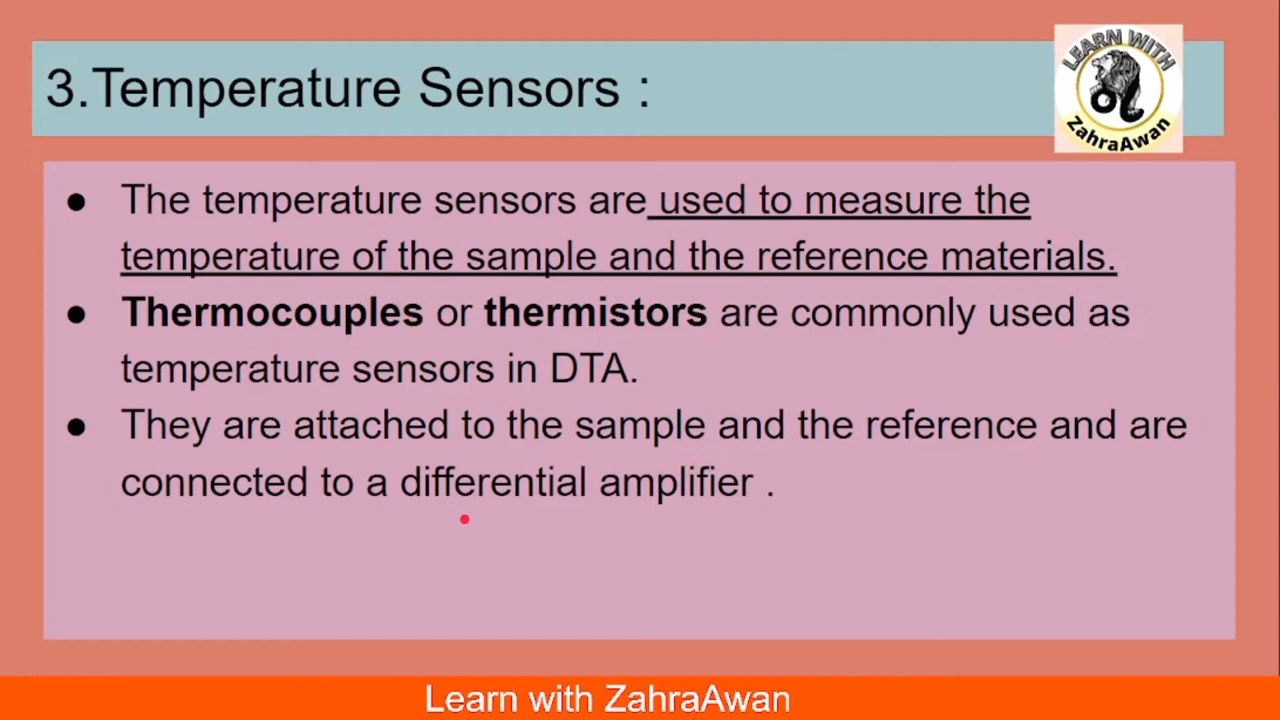 3.Temperature Sensors :
LEARN WITH
ZahraAwan
● The temperature sensors are used to measure the
temperature of the sample and the reference materials.
● Thermocouples or thermistors are commonly used as
temperature sensors in DTA.
● They are attached to the sample and the reference and are
connected to a differential amplifier .
Learn with ZahraAwan